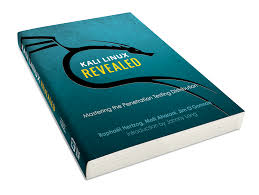 KALI LINUX
REVEALED
Mastering the Penetration Testing Distribution
Raphaël Hertzog, Mati Aharoni, Jim O'Gorman
Introduction by Johnny Long